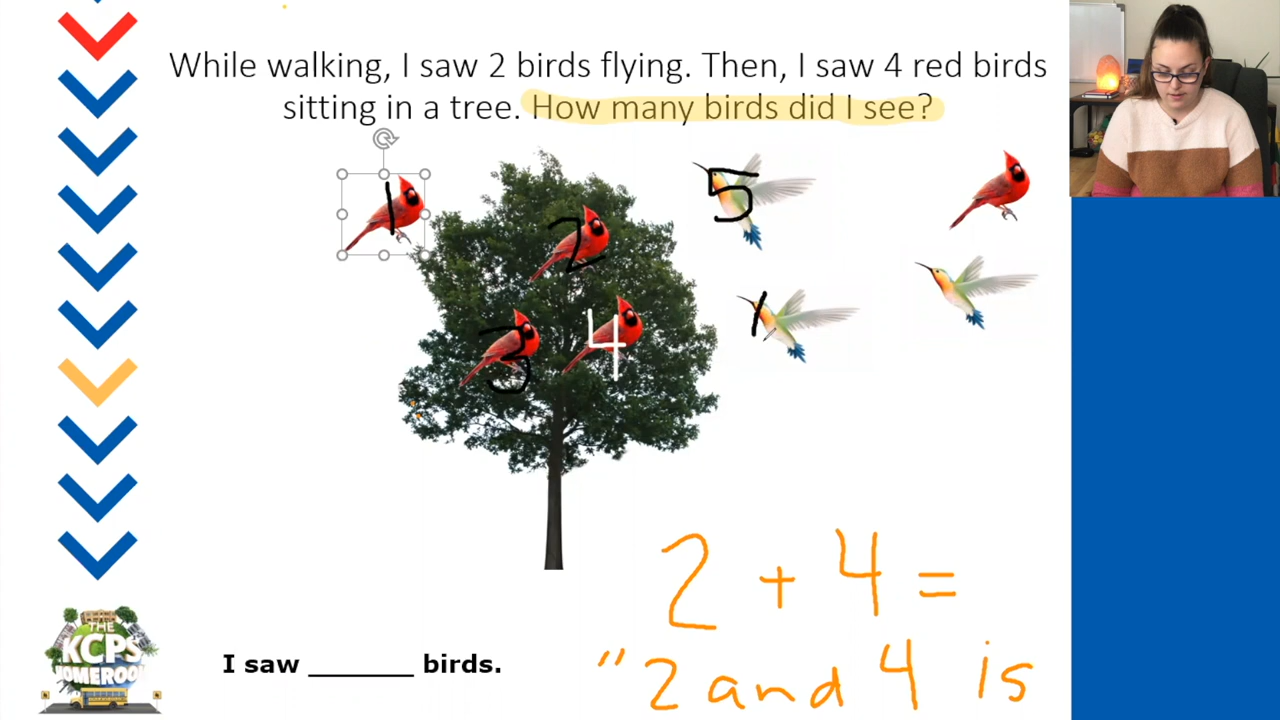 While walking, I saw 2 birds flying. Then, I saw 4 red birds
sitting in a tree. How many birds did I see?
1
2
5
3
4
2 + 4 =
I saw _______ birds.
"2 and 4 is
THE
KCPS
HOMEROOM